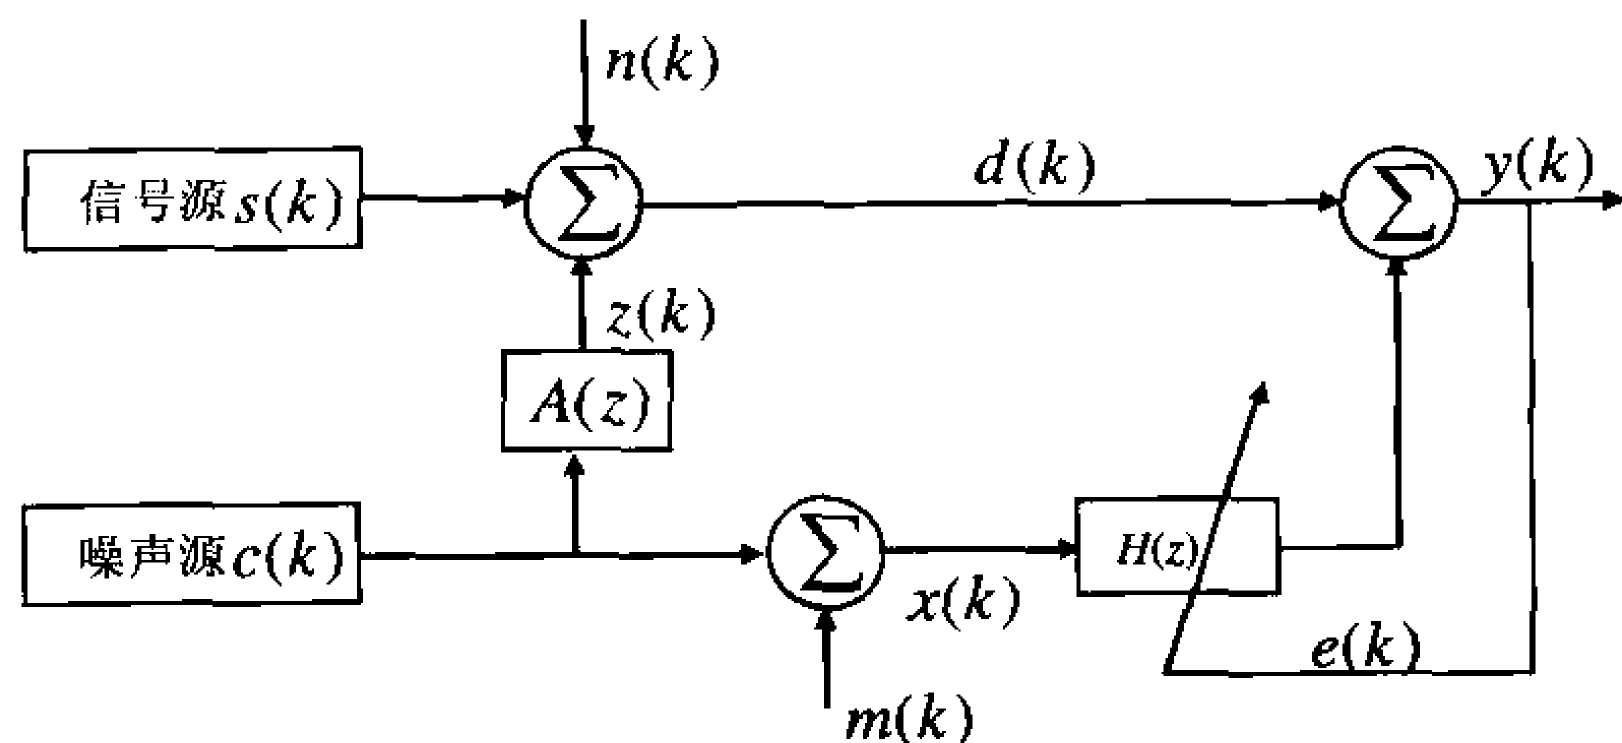 n(k)
信号源s(k)
Σ
d(k)
Σ
y(k)
z(k)
A(z)
噪声源c(k)
Σ
x(k)
H(z)
e(k)
m(k)